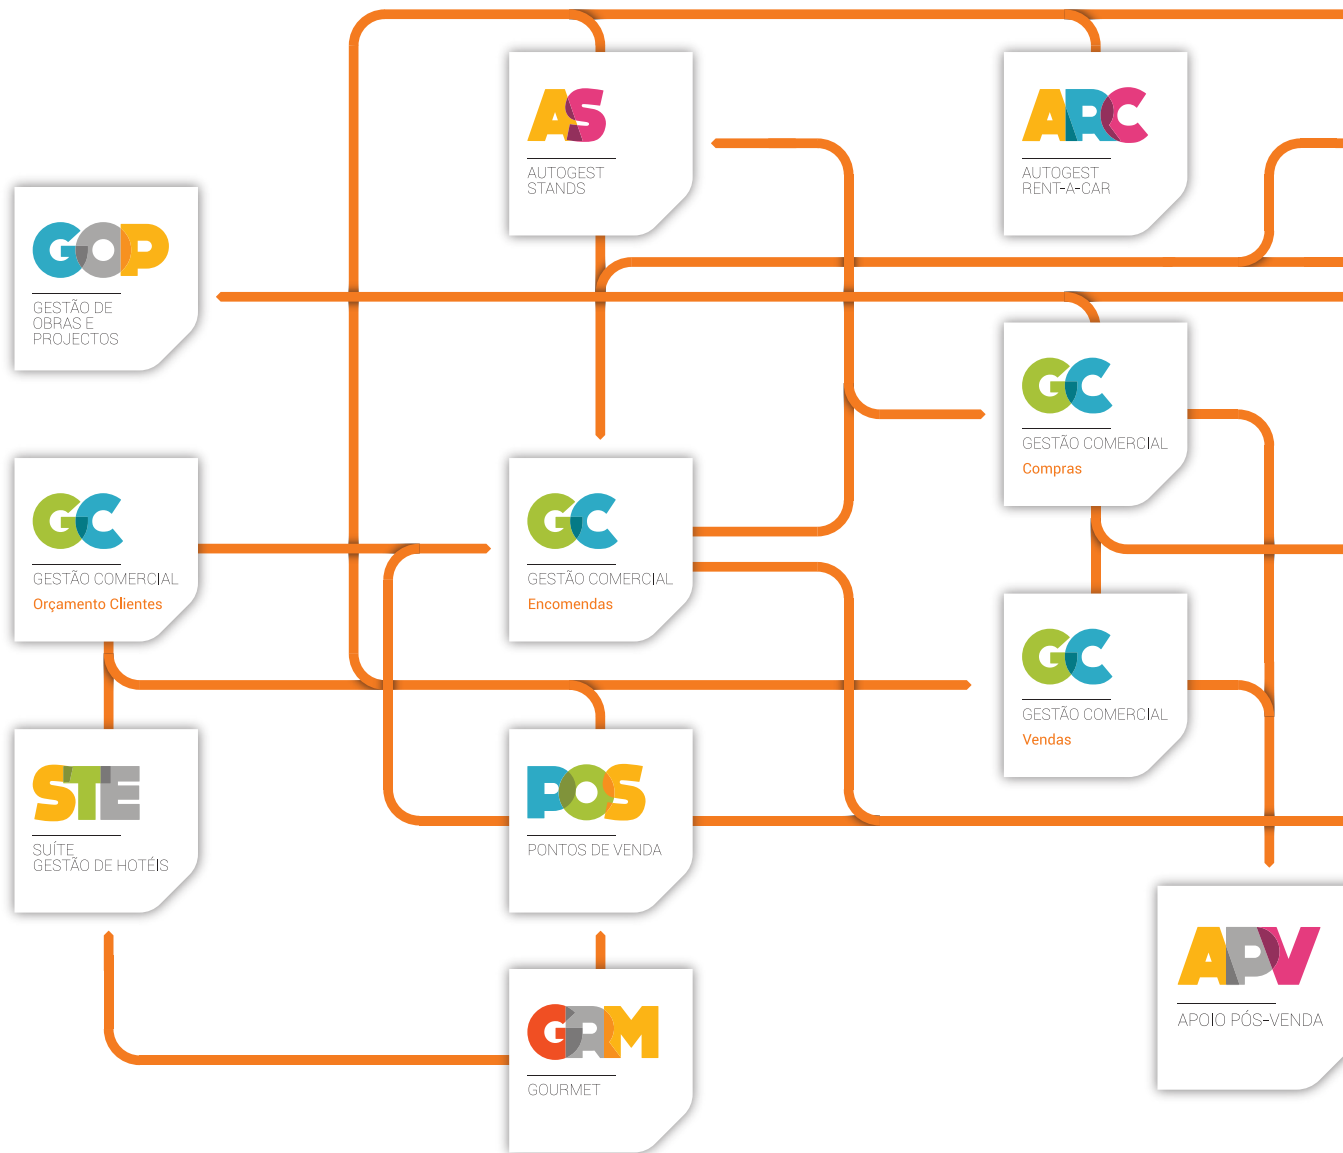 AS
AUTOGEST
STANDS
ARC
AUTOGEST
RENT-A-CAR
GOP
GESTÃO DE
OBRAS E
PROJECTOS
GC
GESTÃO COMERCIAL
Compras
GC
GESTÃO COMERCIAL
Orçamento Clientes
GC
GESTÃO COMERCIAL
Encomendas
GC
GESTÃO COMERCIAL
Vendas
STE
SUÍTE
GESTÃO DE HOTÉIS
POS
PONTOS DE VENDA
APV
APOIO PÓS-VENDA
GRM
GOURMET